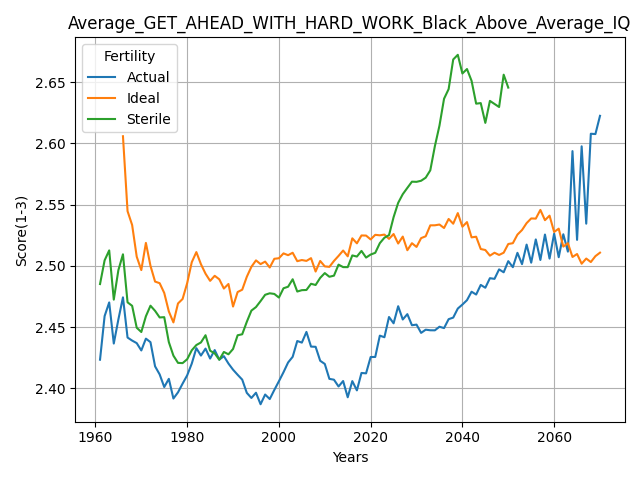 Average_GET_AHEAD_WITH_HARD_WORK_Black_Above_Average_IQ
Fertility
Actual
Ideal
Sterile
2.65
2.60
2.55
2.50
2.45
2.40
Score(1-3)
1960 1980 2000 2020 2040 2060
Years